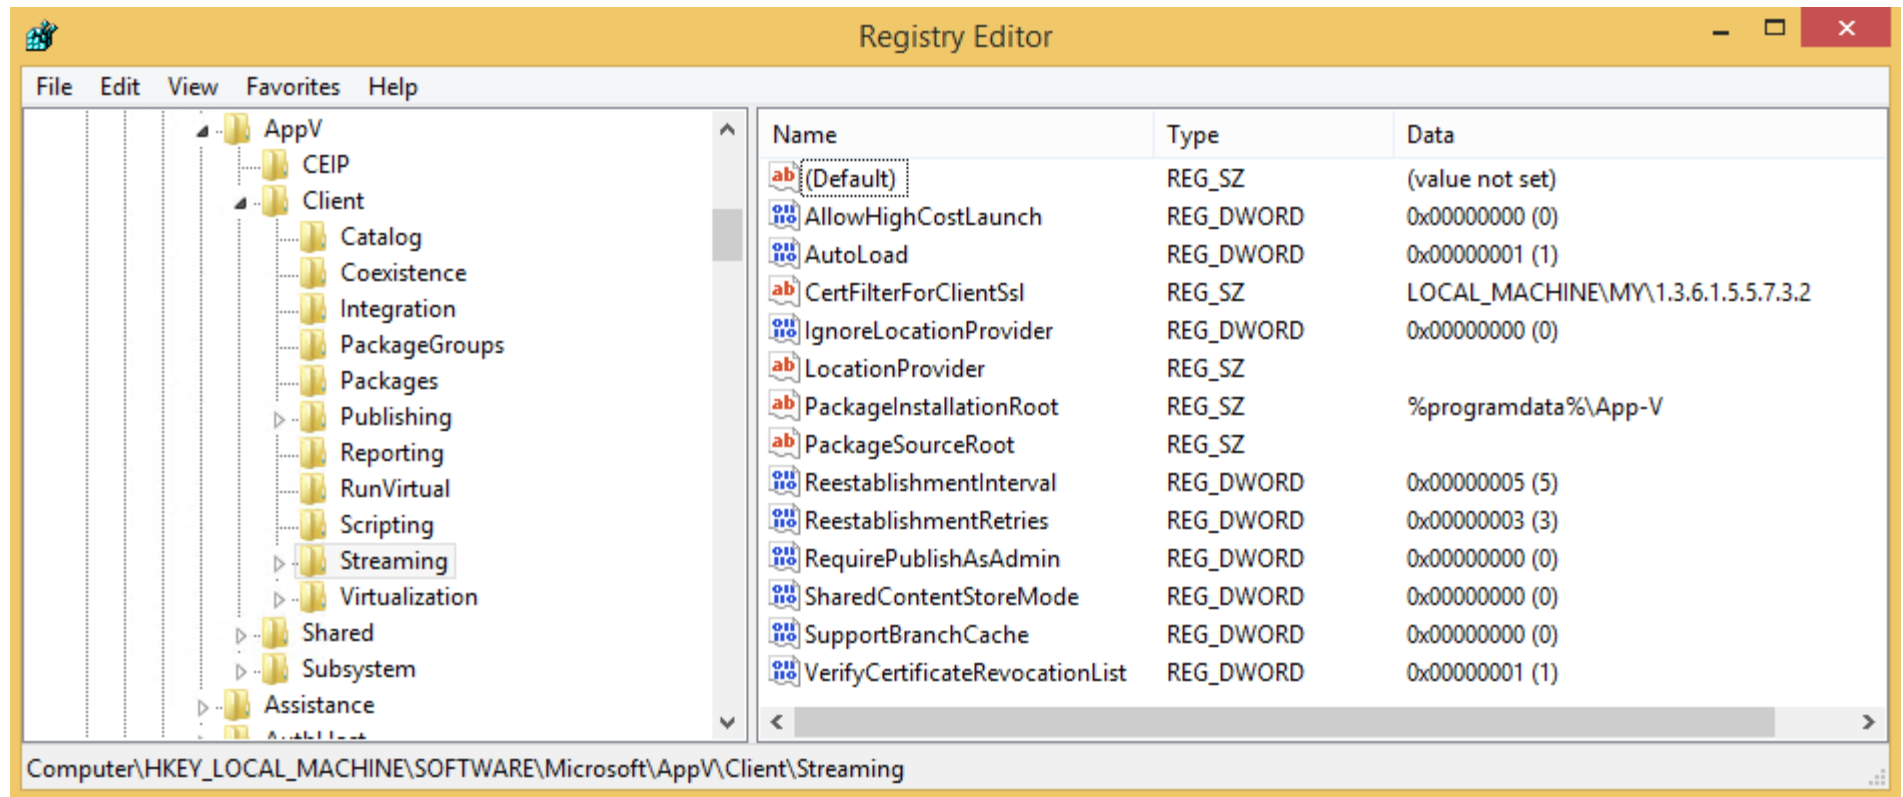 Registry Editor
File Edit View Favorites Help
AppV
CEIP
Client
Catalog
Coexistence
Integration
PackageGroups
Packages
Publishing
Reporting
RunVirtual
Scripting
Streaming
Virtualization
Shared
Subsystem
Assistance
AuthHost
Name Type Data
(Default) REG_SZ (value not set)
AllowHighCostLaunch REG_DWORD 0x00000000 (0)
AutoLoad REG_DWORD 0x00000001 (1)
CertFilterForClientSsl REG_SZ LOCAL_MACHINE\MY\1.3.6.1.5.5.7.3.2
IgnoreLocationProvider REG_DWORD 0x00000000 (0)
LocationProvider REG_SZ
PackageInstallationRoot REG_SZ %programdata%\App-V
PackageSourceRoot REG_SZ
ReestablishmentInterval REG_DWORD 0x00000005 (5)
ReestablishmentRetries REG_DWORD 0x00000003 (3)
RequirePublishAsAdmin REG_DWORD 0x00000000 (0)
SharedContentStoreMode REG_DWORD 0x00000000 (0)
SupportBranchCache REG_DWORD 0x00000000 (0)
VerifyCertificateRevocationList REG_DWORD 0x00000001 (1)
Computer\HKEY_LOCAL_MACHINE\SOFTWARE\Microsoft\AppV\Client\Streaming